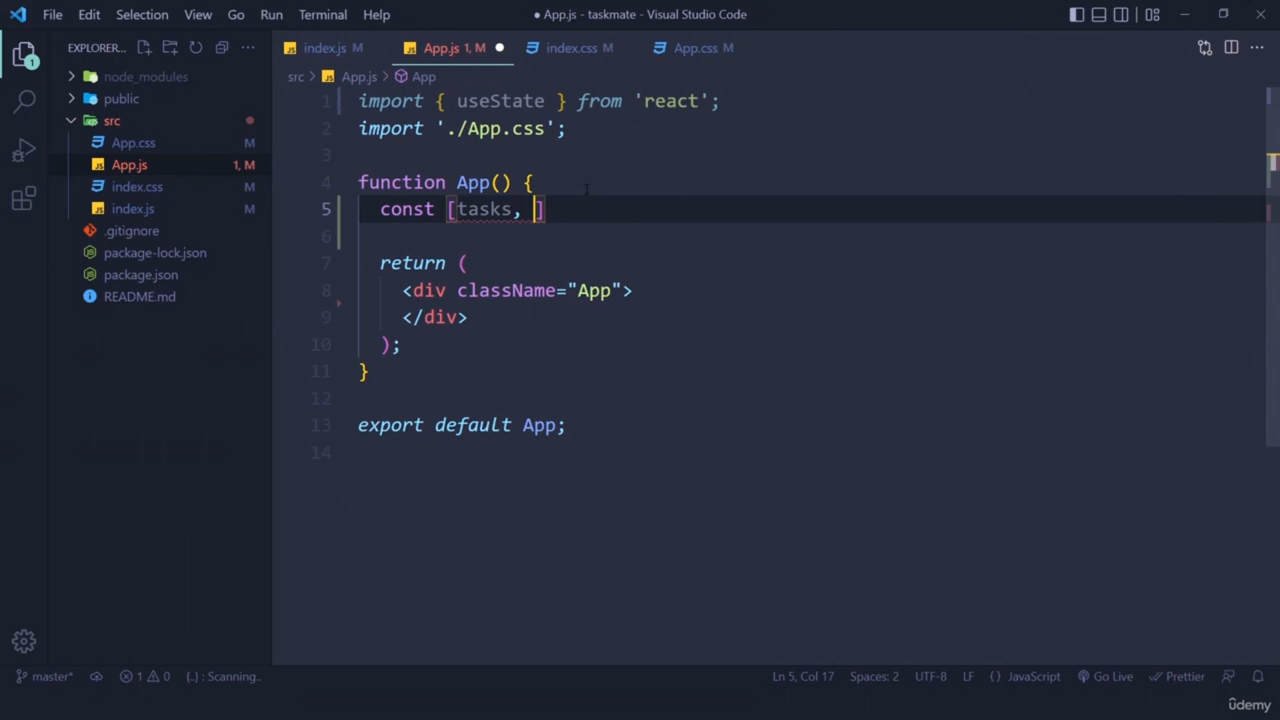 File Edit Selection View Go Run Terminal Help
● App.js - taskmate - Visual Studio Code
EXPLORER...
index.js M
App.js 1, M
index.css M
App.css M
node_modules
public
src
App.css M
App.js 1, M
index.css M
index.js M
.gitignore
package-lock.json
package.json
README.md
1
src > App.js > App
1 import { useState } from 'react';
2 import './App.css';
3
4 function App() {
5 const [tasks, ]
6
7 return (
8 <div className="App">
9 </div>
10 );
11 }
12
13 export default App;
14
master* 1 0 {..} : Scanning..
Ln 5, Col 17 Spaces: 2 UTF-8 LF {} JavaScript Go Live Prettier
ûdemy